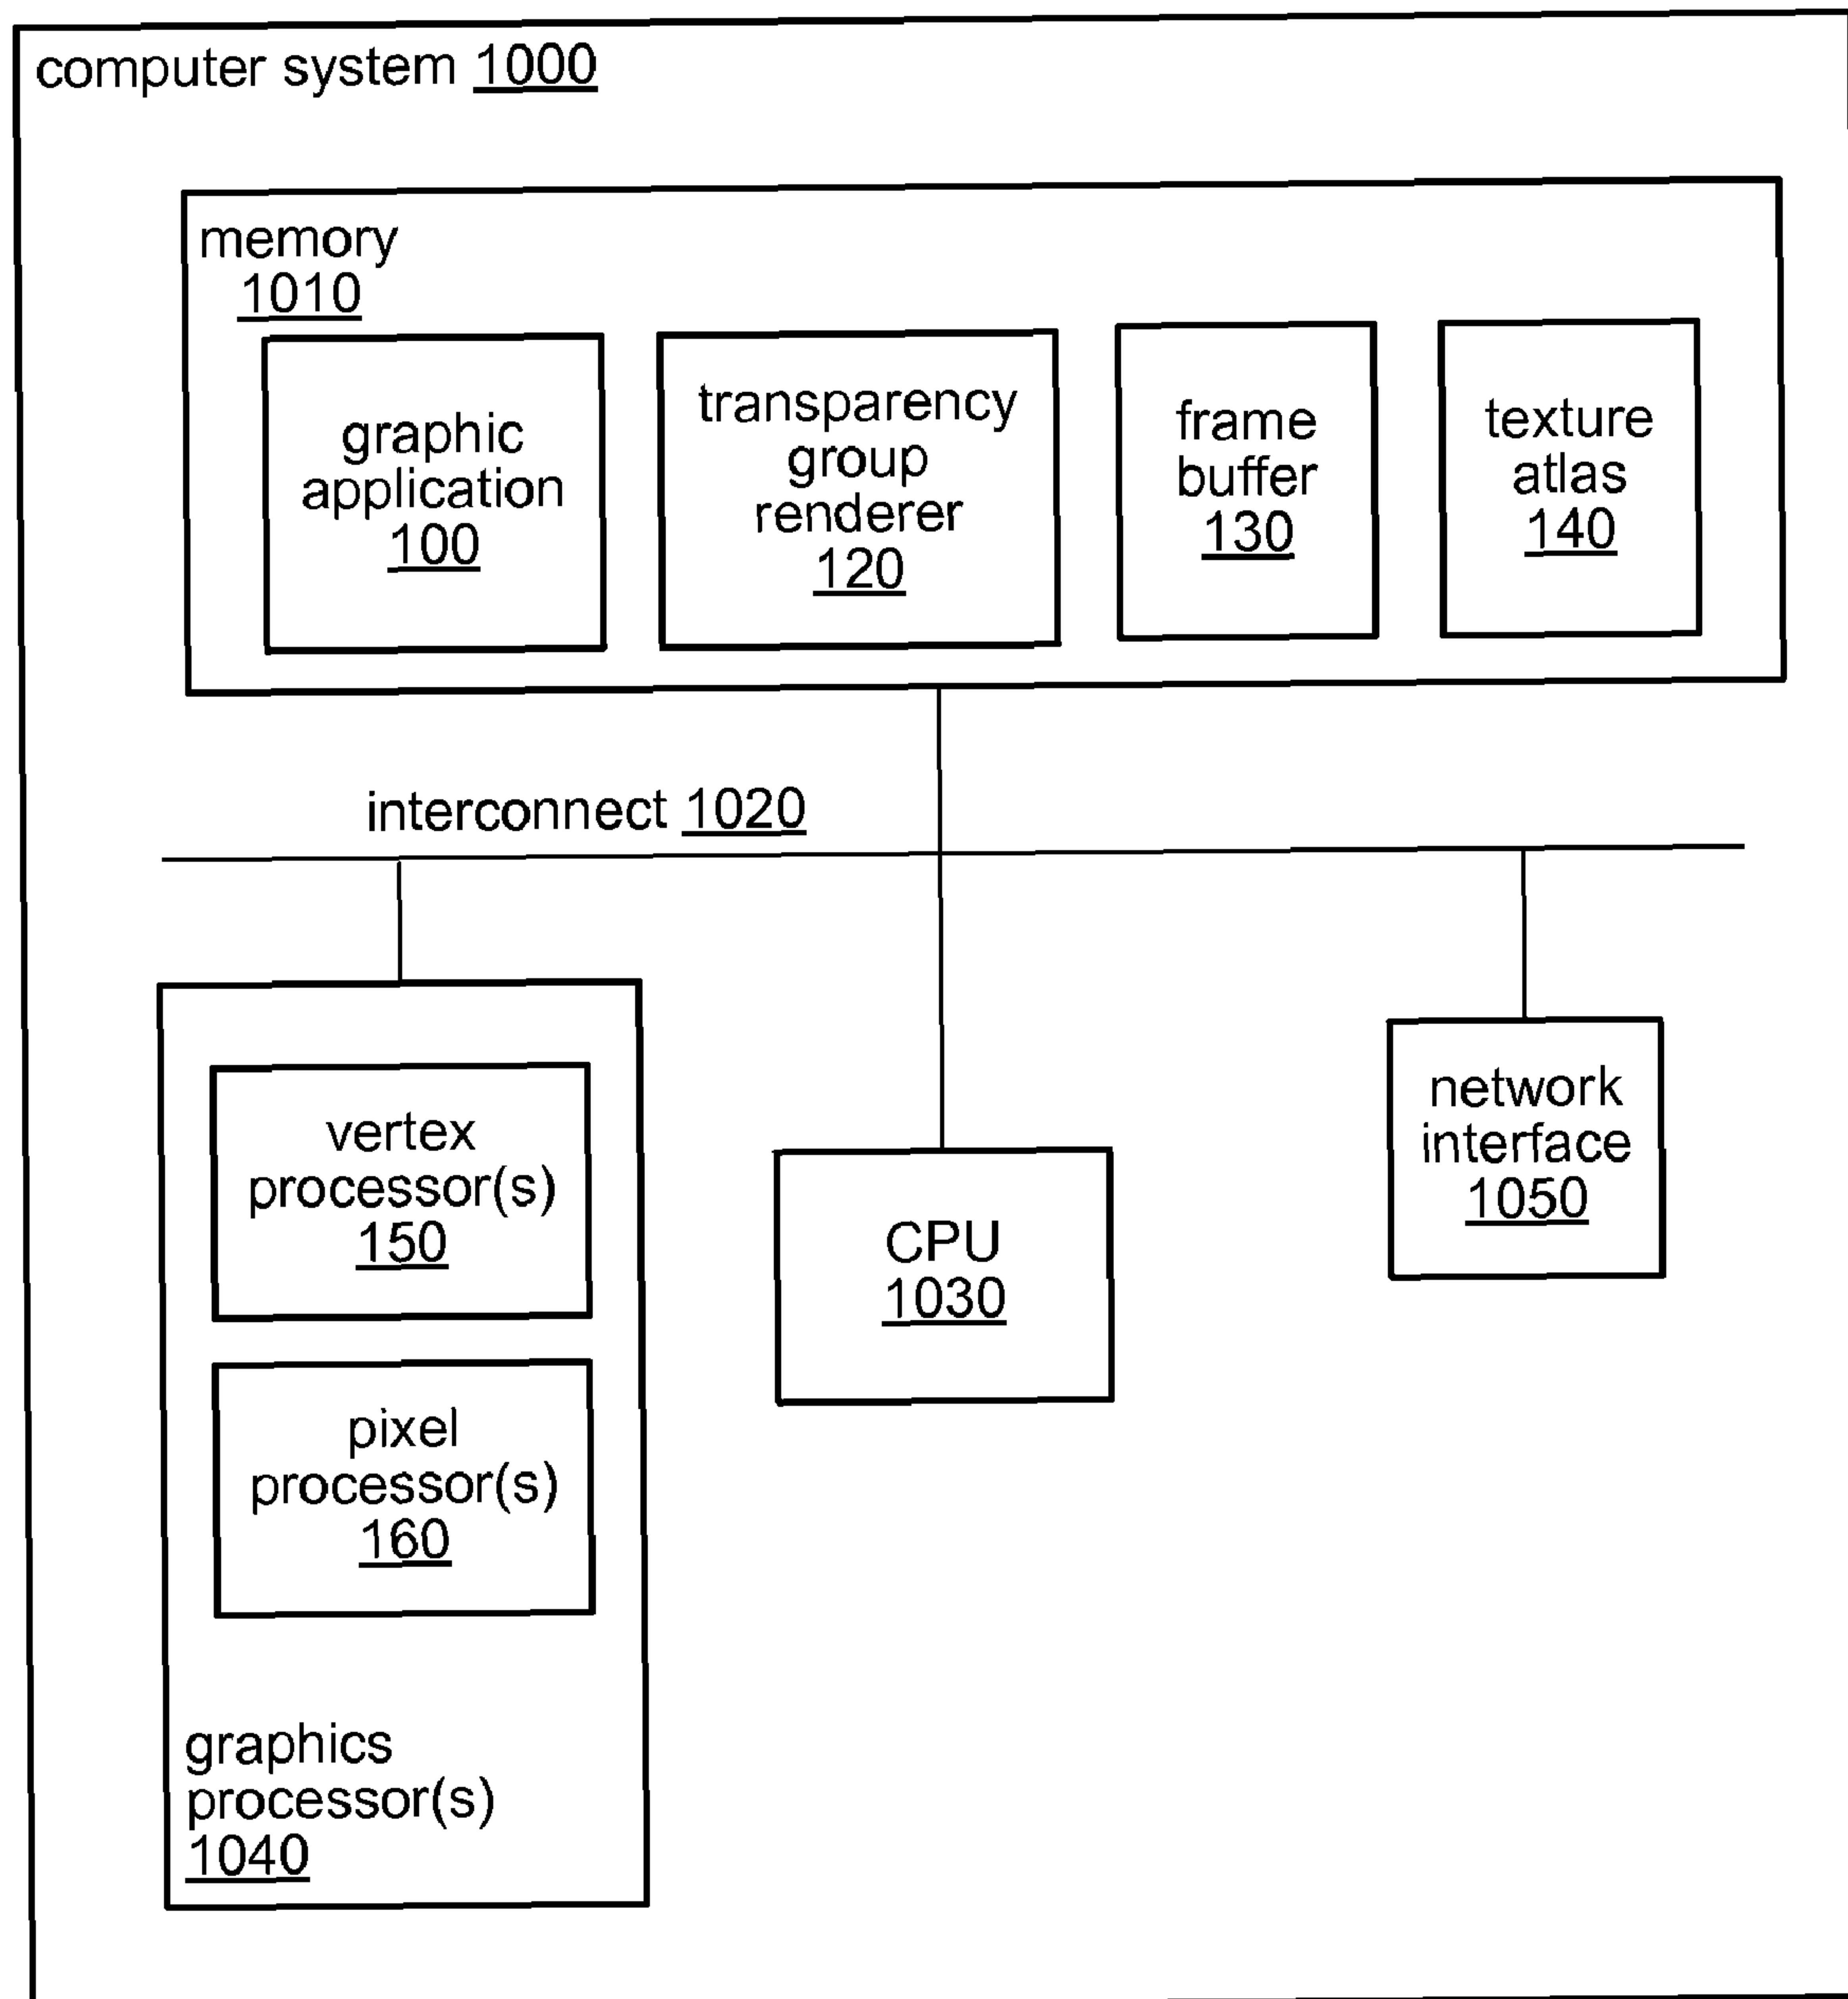 computer system 1000
memory
1010
graphic
application
100
transparency
group
renderer
120
frame
buffer
130
texture
atlas
140
interconnect 1020
vertex
processor(s)
150
pixel
processor(s)
160
graphics
processor(s)
1040
CPU
1030
network
interface
1050